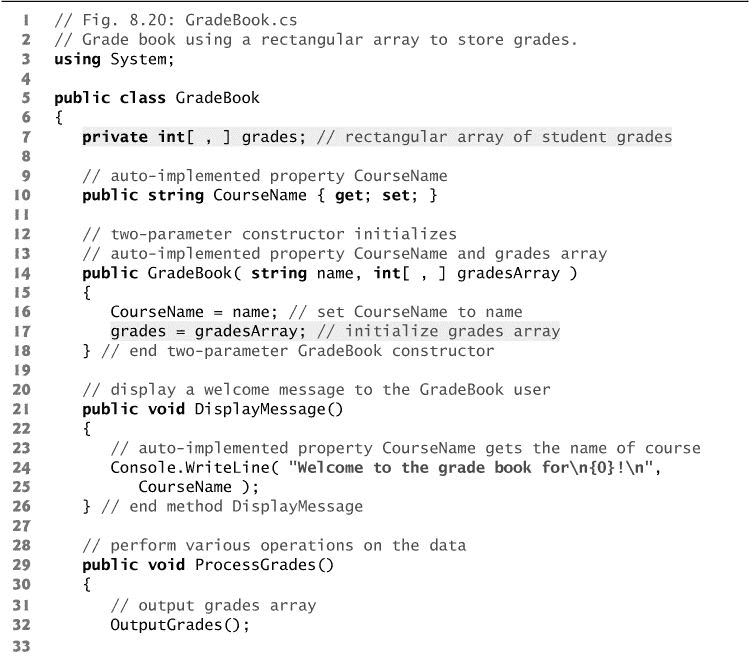 1 // Fig. 8.20: GradeBook.cs
2 // Grade book using a rectangular array to store grades.
3 using System;
4
5 public class GradeBook
6 {
7 private int[ , ] grades; // rectangular array of student grades
8
9 // auto-implemented property CourseName
10 public string CourseName { get; set; }
11
12 // two-parameter constructor initializes
13 // auto-implemented property CourseName and grades array
14 public GradeBook( string name, int[ , ] gradesArray )
15 {
16 CourseName = name; // set CourseName to name
17 grades = gradesArray; // initialize grades array
18 } // end two-parameter GradeBook constructor
19
20 // display a welcome message to the GradeBook user
21 public void DisplayMessage()
22 {
23 // auto-implemented property CourseName gets the name of course
24 Console.WriteLine( "Welcome to the grade book for\n{0}!\n",
25 CourseName );
26 } // end method DisplayMessage
27
28 // perform various operations on the data
29 public void ProcessGrades()
30 {
31 // output grades array
32 OutputGrades();
33